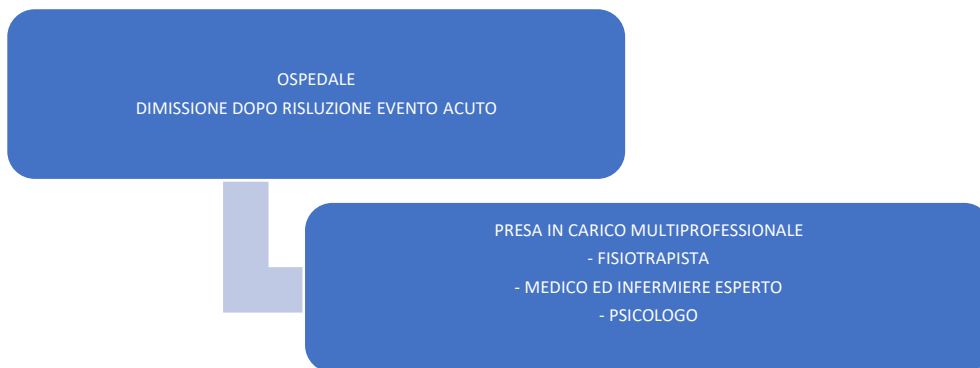 OSPEDALE
DIMISSIONE DOPO RISLUZIONE EVENTO ACUTO
PRESA IN CARICO MULTIPROFESSIONALE
- FISIOTRAPISTA
- MEDICO ED INFERMIERE ESPERTO
- PSICOLOGO